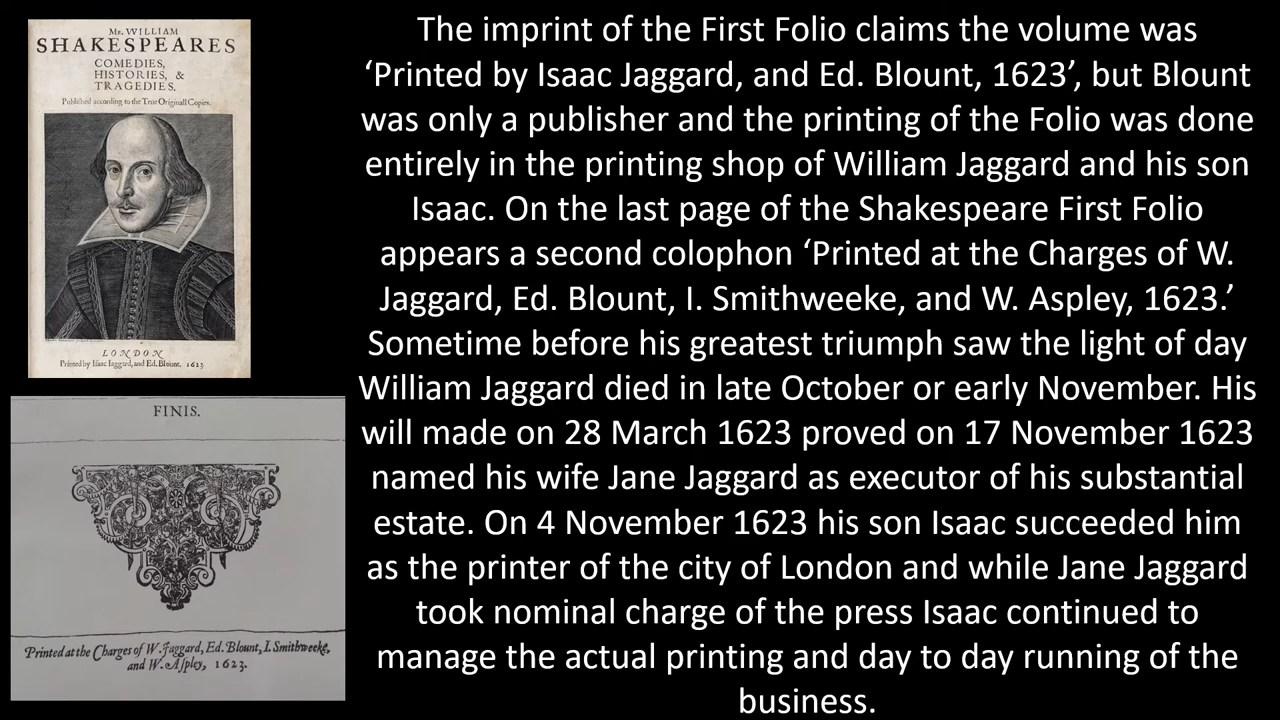 Mr. WILLIAM
SHAKESPEARES
COMEDIES,
HISTORIES, &
TRAGEDIES.
Published according to the True Originall Copies.
LONDON
Printed by Isaac Iaggard, and Ed. Blount. 1623
FINIS.
Printed at the Charges of W. Jaggard, Ed. Blount, I. Smithweeke,
and W. Aspley, 1623.
The imprint of the First Folio claims the volume was
‘Printed by Isaac Jaggard, and Ed. Blount, 1623’, but Blount
was only a publisher and the printing of the Folio was done
entirely in the printing shop of William Jaggard and his son
Isaac. On the last page of the Shakespeare First Folio
appears a second colophon ‘Printed at the Charges of W.
Jaggard, Ed. Blount, I. Smithweeke, and W. Aspley, 1623.’
Sometime before his greatest triumph saw the light of day
William Jaggard died in late October or early November. His
will made on 28 March 1623 proved on 17 November 1623
named his wife Jane Jaggard as executor of his substantial
estate. On 4 November 1623 his son Isaac succeeded him
as the printer of the city of London and while Jane Jaggard
took nominal charge of the press Isaac continued to
manage the actual printing and day to day running of the
business.